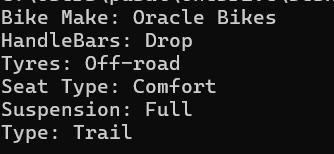 Bike Make: Oracle Bikes
HandleBars: Drop
Tyres: Off-road
Seat Type: Comfort
Suspension: Full
Type: Trail